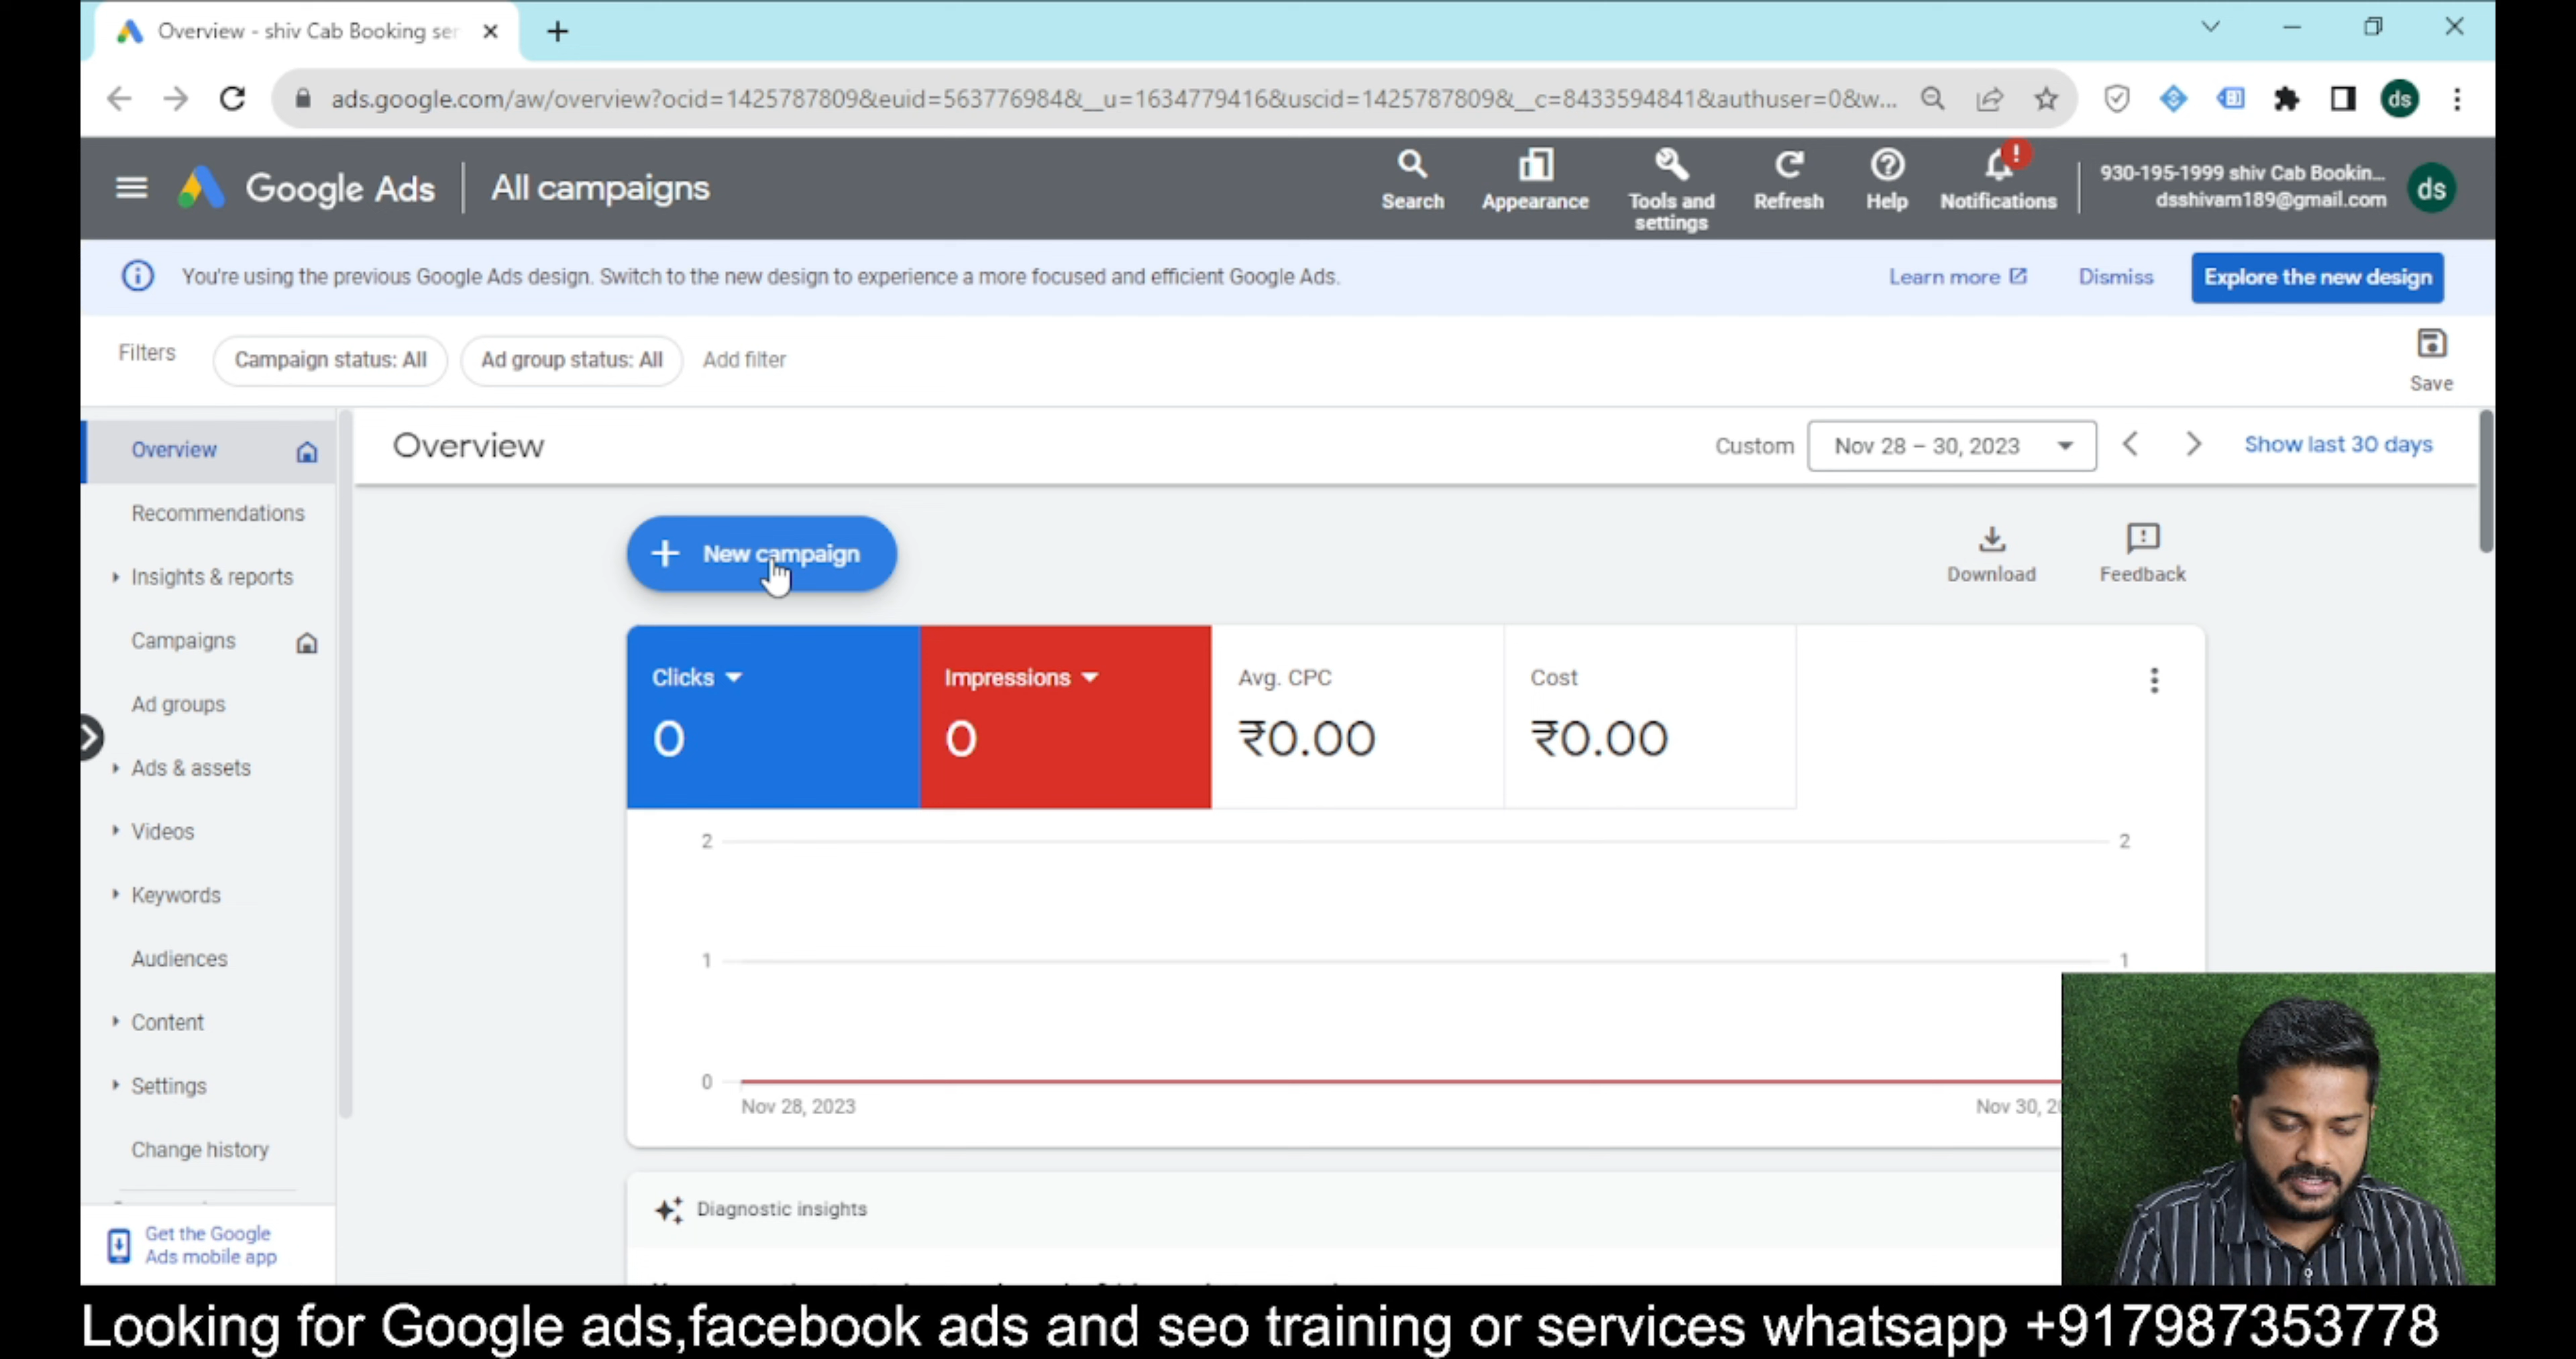 Overview - shiv Cab Booking ser
ads.google.com/aw/overview?ocid=1425787809&euid=563776984&__u=1634779416&uscid=1425787809&__c=8433594841&authuser=0&w...
ds
Google Ads
All campaigns
Search
Appearance
Tools and
settings
Refresh
Help
Notifications
930-195-1999 shiv Cab Bookin...
dsshivam189@gmail.com
ds
You're using the previous Google Ads design. Switch to the new design to experience a more focused and efficient Google Ads.
Learn more
Dismiss
Explore the new design
Filters
Campaign status: All
Ad group status: All
Add filter
Save
Overview
Recommendations
Insights & reports
Campaigns
Ad groups
Ads & assets
Videos
Keywords
Audiences
Content
Settings
Change history
Get the Google
Ads mobile app
Overview
Custom
Nov 28 – 30, 2023
Show last 30 days
+ New campaign
Download
Feedback
Clicks
0
Impressions
0
Avg. CPC
₹0.00
Cost
₹0.00
2
2
1
1
0
Nov 28, 2023
Nov 30, 20
Diagnostic insights
Looking for Google ads,facebook ads and seo training or services whatsapp +917987353778